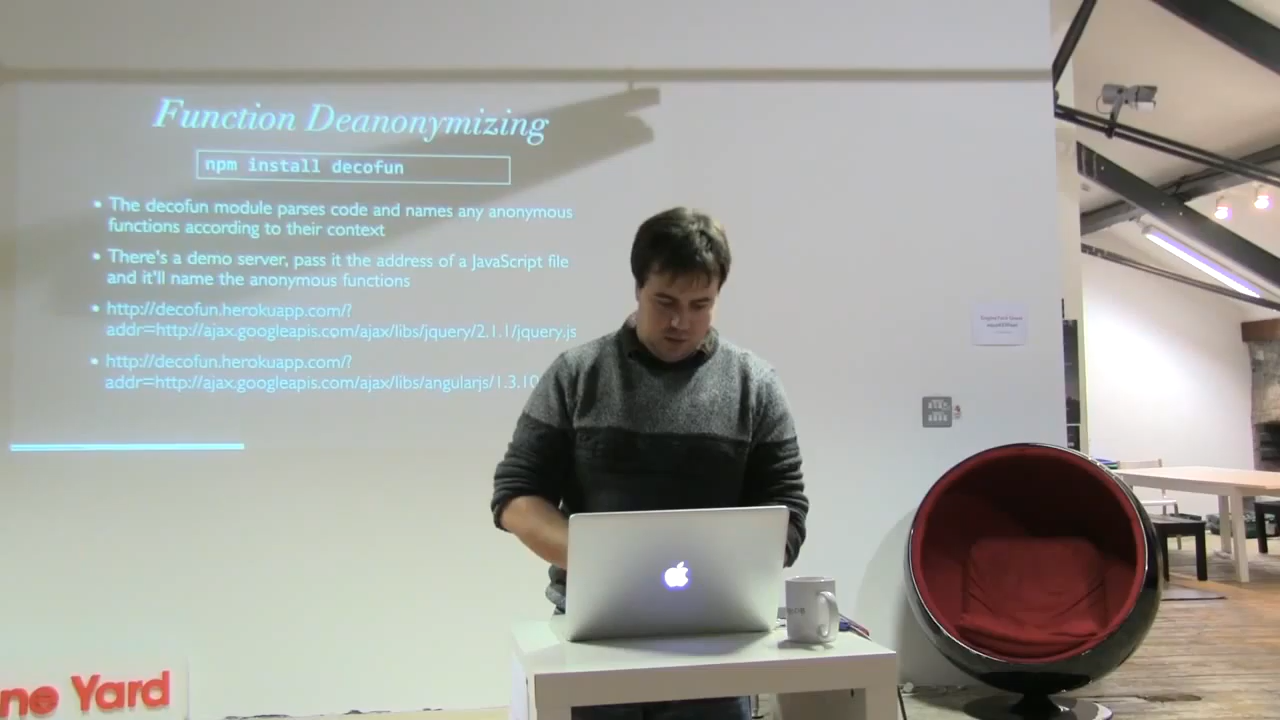 Function Deanonymizing
npm install decofun
• The decofun module parses code and names any anonymous
functions according to their context
• There's a demo server, pass it the address of a JavaScript file
and it'll name the anonymous functions
• http://decofun.herokuapp.com/?
addr=http://ajax.googleapis.com/ajax/libs/jquery/2.1.1/jquery.js
• http://decofun.herokuapp.com/?
addr=http://ajax.googleapis.com/ajax/libs/angularjs/1.3.10
ne Yard